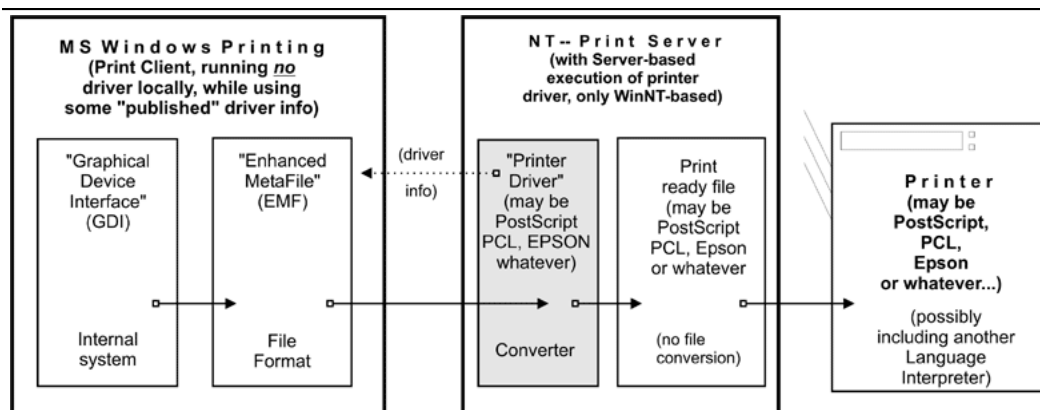 MS Windows Printing
(Print Client, running no
driver locally, while using
some "published" driver info)
"Graphical
Device
Interface"
(GDI)
Internal
system
"Enhanced
MetaFile"
(EMF)
File
Format
(driver
info)
NT-- Print Server
(with Server-based
execution of printer
driver, only WinNT-based)
"Printer
Driver"
(may be
PostScript
PCL, EPSON
whatever)
Converter
Print
ready file
(may be
PostScript
PCL, Epson
or whatever
(no file
conversion)
Printer
(may be
PostScript,
PCL,
Epson
or whatever...)
(possibly
including another
Language
Interpreter)